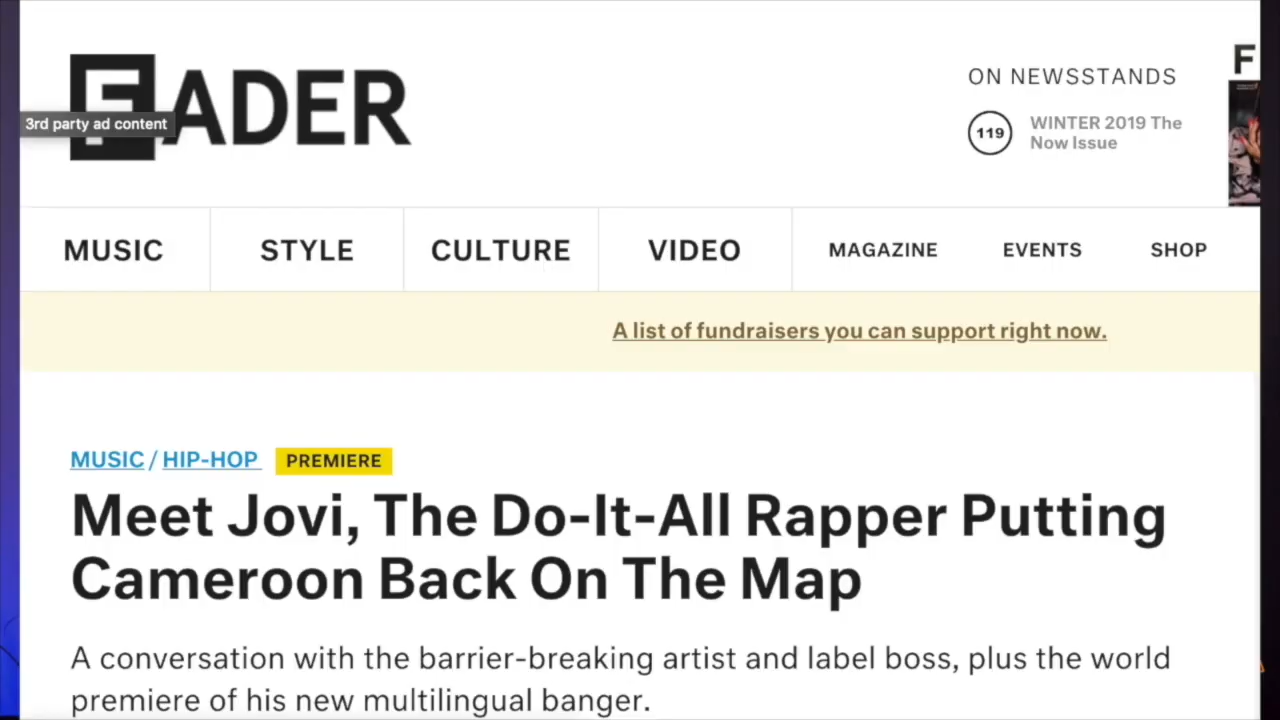 FADER
3rd party ad content
ON NEWSSTANDS
119
WINTER 2019 The
Now Issue
F
MUSIC
STYLE
CULTURE
VIDEO
MAGAZINE
EVENTS
SHOP
A list of fundraisers you can support right now.
MUSIC / HIP-HOP PREMIERE
Meet Jovi, The Do-It-All Rapper Putting
Cameroon Back On The Map
A conversation with the barrier-breaking artist and label boss, plus the world
premiere of his new multilingual banger.